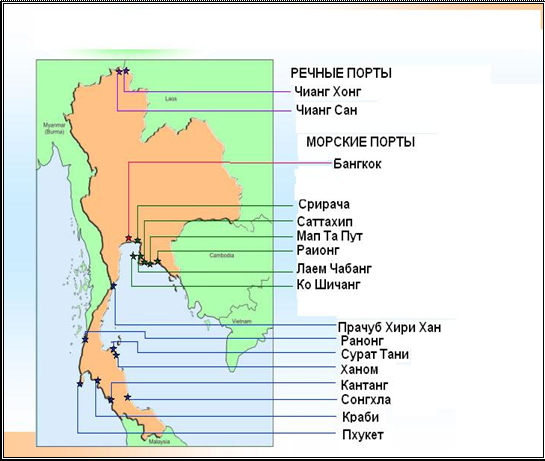 РЕЧНЫЕ ПОРТЫ
Чианг Хонг
Чианг Сан
МОРСКИЕ ПОРТЫ
Бангкок
Срирача
Саттахип
Мап Та Пут
Раионг
Лаем Чабанг
Ко Шичанг
Прачуб Хири Хан
Ранонг
Сурат Тани
Ханом
Кантанг
Сонгхла
Краби
Пхукет
Laos
Myanmar
(Burma)
Cambodia
Vietnam
Malaysia